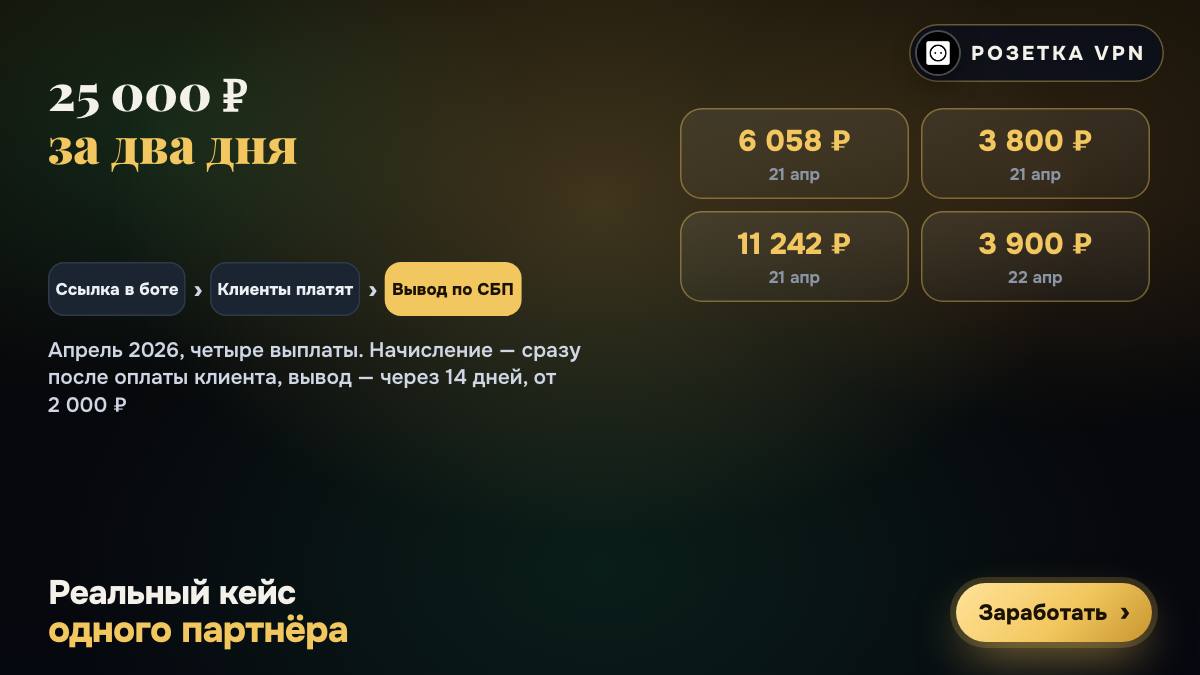 РОЗЕТКА VPN
25 000 ₽
за два дня
6 058 ₽
21 апр
3 800 ₽
21 апр
11 242 ₽
21 апр
3 900 ₽
22 апр
Ссылка в боте › Клиенты платят › Вывод по СБП
Апрель 2026, четыре выплаты. Начисление — сразу
после оплаты клиента, вывод — через 14 дней, от
2 000 ₽
Реальный кейс
одного партнёра
Заработать ›